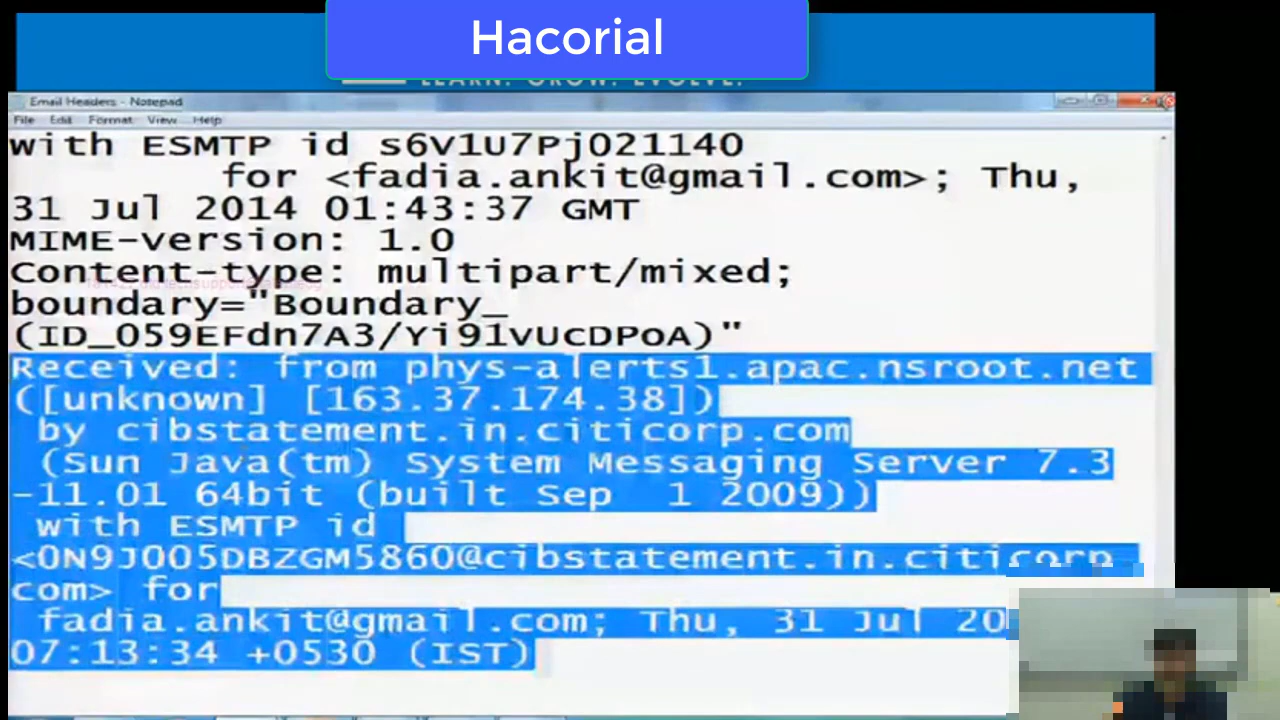 Hacorial
LEARN. GROW. EVOLVE.
Email Headers - Notepad
File Edit Format View Help
with ESMTP id s6V1U7Pj021140
for <fadia.ankit@gmail.com>; Thu,
31 Jul 2014 01:43:37 GMT
MIME-version: 1.0
Content-type: multipart/mixed;
boundary="Boundary_
(ID_O59EFdn7A3/Yi91vUcDPoA)"
Received: from phys-alerts1.apac.nsroot.net
([unknown] [163.37.174.38])
by cibstatement.in.citicorp.com
(Sun Java(tm) System Messaging Server 7.3
-11.01 64bit (built Sep 1 2009))
with ESMTP id
<0N9J005DBZGM5860@cibstatement.in.citicorp
com> for
fadia.ankit@gmail.com; Thu, 31 Jul 20
07:13:34 +0530 (IST)